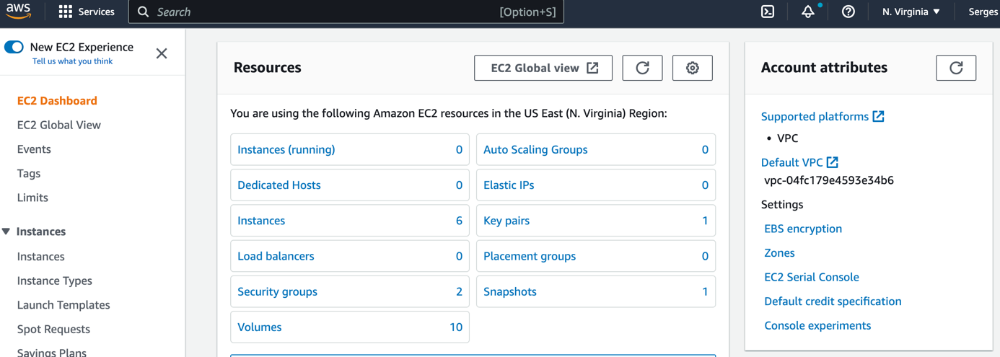 aws
Services
Search
[Option+S]
N. Virginia
Serges
New EC2 Experience
Tell us what you think
EC2 Dashboard
EC2 Global View
Events
Tags
Limits
Instances
Instances
Instance Types
Launch Templates
Spot Requests
Savings Plans
Resources
EC2 Global view
You are using the following Amazon EC2 resources in the US East (N. Virginia) Region:
Instances (running) 0
Auto Scaling Groups 0
Dedicated Hosts 0
Elastic IPs 0
Instances 6
Key pairs 1
Load balancers 0
Placement groups 0
Security groups 2
Snapshots 1
Volumes 10
Account attributes
Supported platforms
• VPC
Default VPC
vpc-04fc179e4593e34b6
Settings
EBS encryption
Zones
EC2 Serial Console
Default credit specification
Console experiments